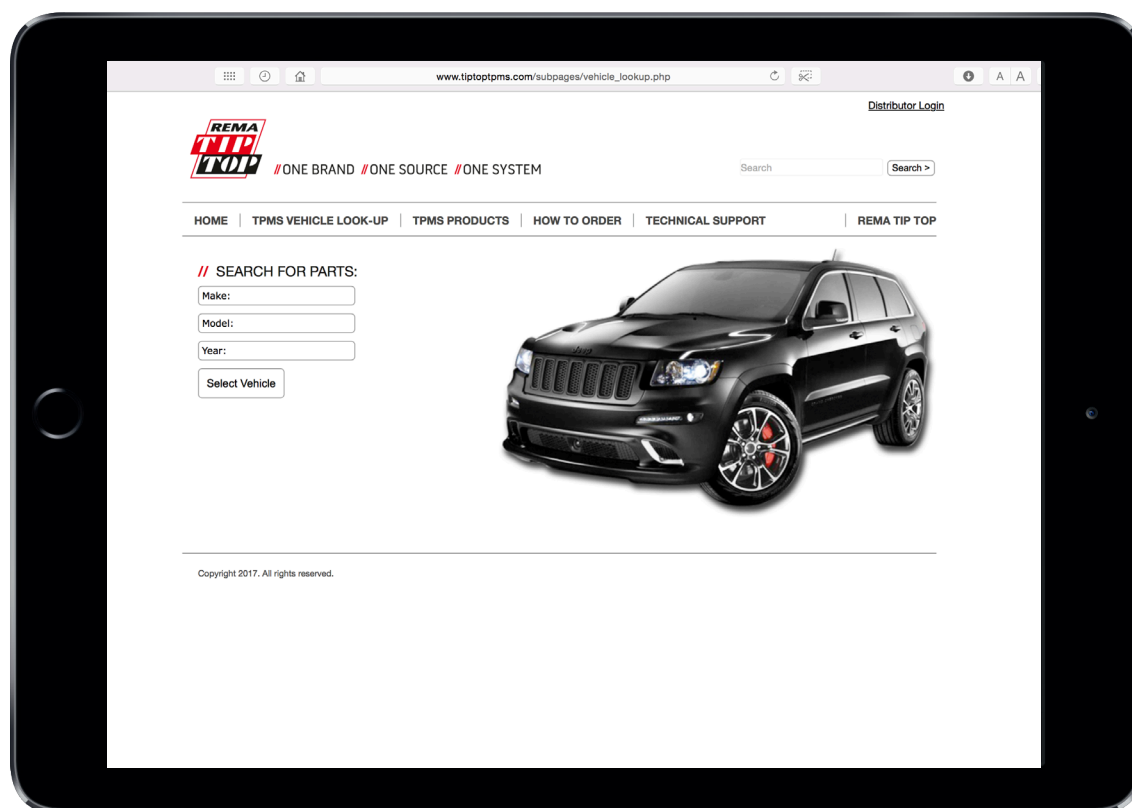 www.tiptoptpms.com/subpages/vehicle_lookup.php
A A
Distributor Login
REMA
TIP
TOP
//ONE BRAND //ONE SOURCE //ONE SYSTEM
Search
Search >
HOME | TPMS VEHICLE LOOK-UP | TPMS PRODUCTS | HOW TO ORDER | TECHNICAL SUPPORT | REMA TIP TOP
// SEARCH FOR PARTS:
Make:
Model:
Year:
Select Vehicle
Jeep
Copyright 2017. All rights reserved.